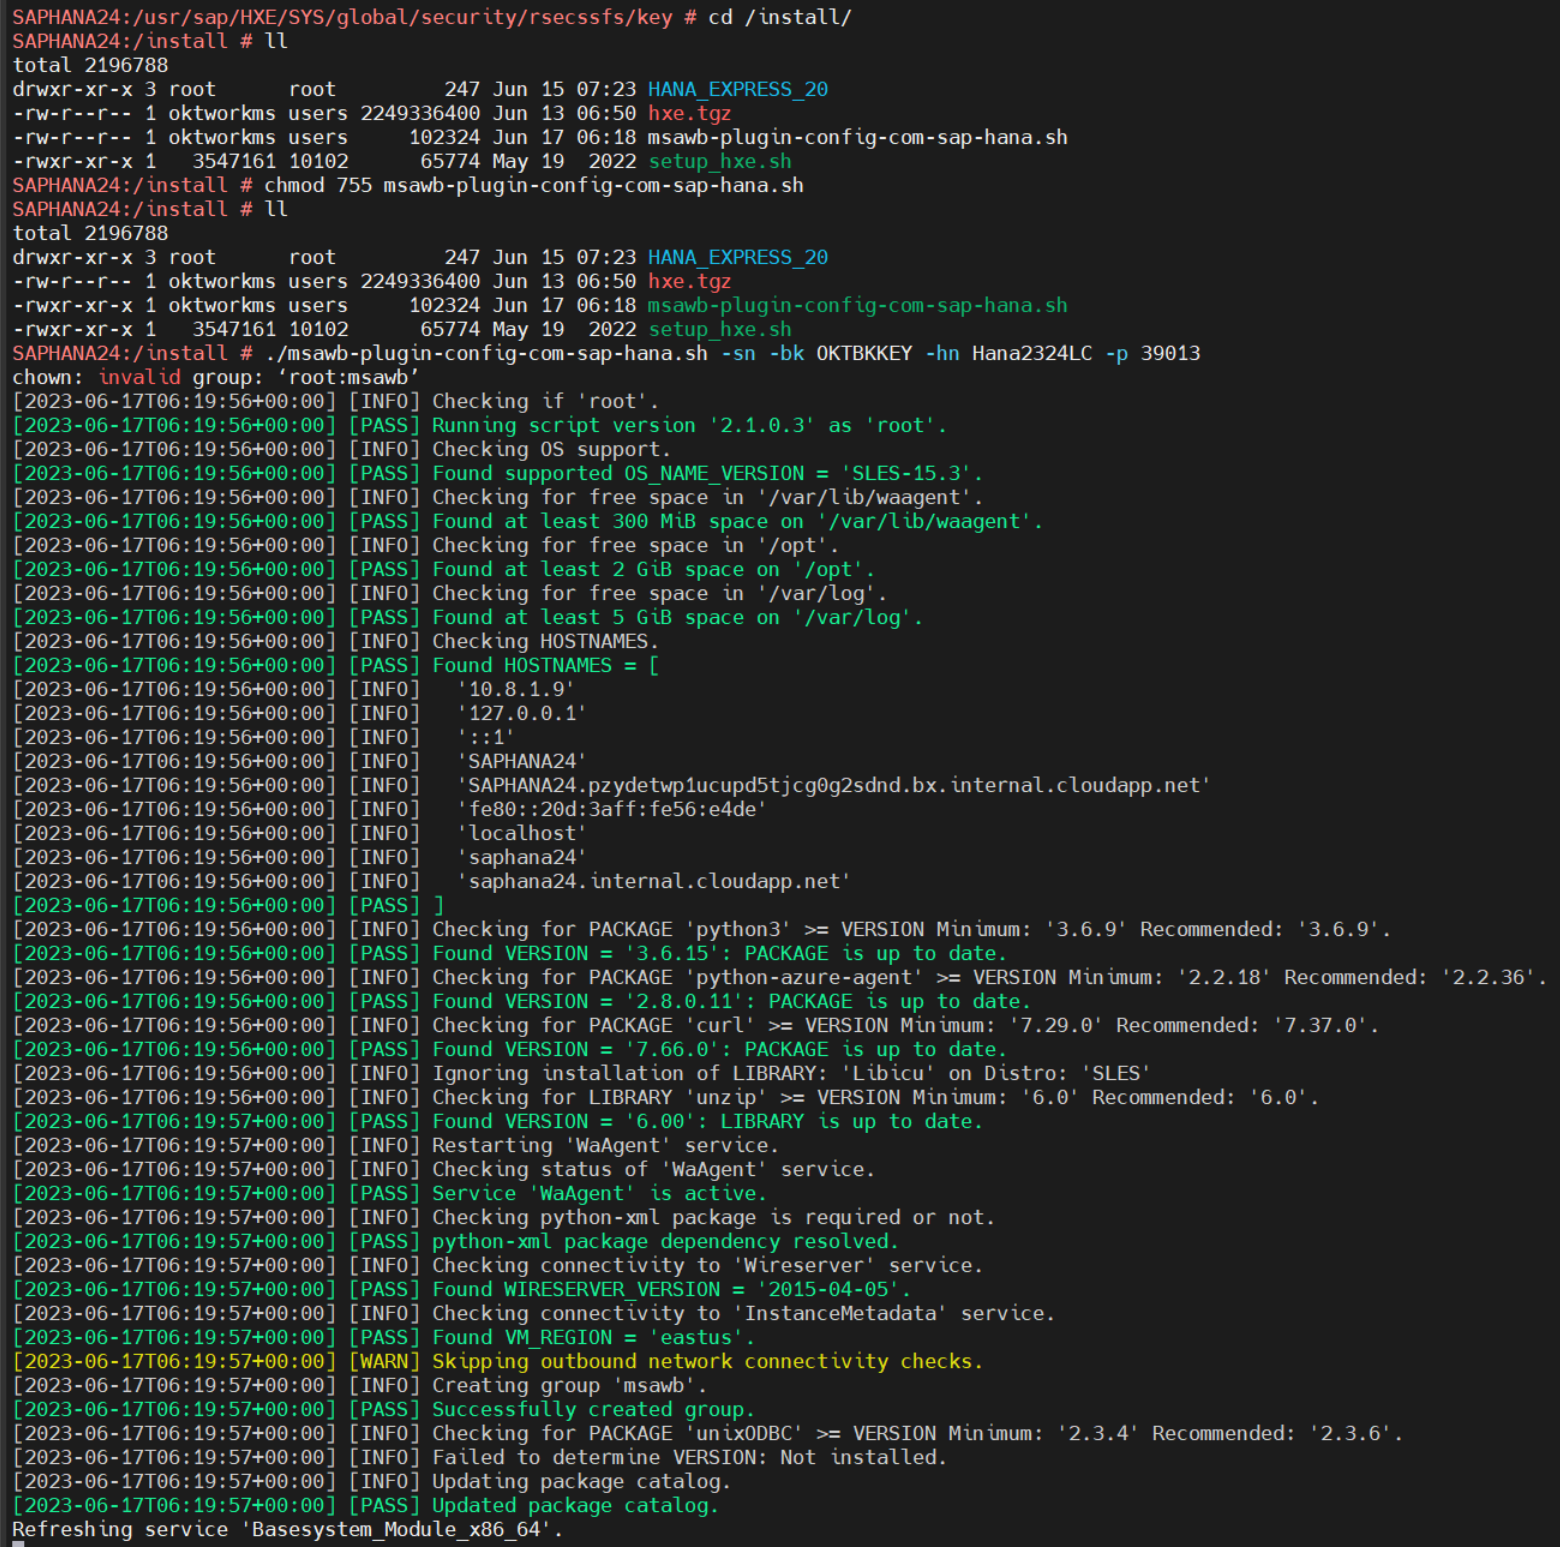 SAPHANA24:/usr/sap/HXE/SYS/global/security/rsecssfs/key # cd /install/
SAPHANA24:/install # ll
total 2196788
drwxr-xr-x 3 root      root         247 Jun 15 07:23 HANA_EXPRESS_20
-rw-r--r-- 1 oktworkms users 2249336400 Jun 13 06:50 hxe.tgz
-rw-r--r-- 1 oktworkms users     102324 Jun 17 06:18 msawb-plugin-config-com-sap-hana.sh
-rwxr-xr-x 1   3547161 10102      65774 May 19  2022 setup_hxe.sh
SAPHANA24:/install # chmod 755 msawb-plugin-config-com-sap-hana.sh
SAPHANA24:/install # ll
total 2196788
drwxr-xr-x 3 root      root         247 Jun 15 07:23 HANA_EXPRESS_20
-rw-r--r-- 1 oktworkms users 2249336400 Jun 13 06:50 hxe.tgz
-rwxr-xr-x 1 oktworkms users     102324 Jun 17 06:18 msawb-plugin-config-com-sap-hana.sh
-rwxr-xr-x 1   3547161 10102      65774 May 19  2022 setup_hxe.sh
SAPHANA24:/install # ./msawb-plugin-config-com-sap-hana.sh -sn -bk OKTBKKEY -hn Hana2324LC -p 39013
chown: invalid group: ‘root:msawb’
[2023-06-17T06:19:56+00:00] [INFO] Checking if 'root'.
[2023-06-17T06:19:56+00:00] [PASS] Running script version '2.1.0.3' as 'root'.
[2023-06-17T06:19:56+00:00] [INFO] Checking OS support.
[2023-06-17T06:19:56+00:00] [PASS] Found supported OS_NAME_VERSION = 'SLES-15.3'.
[2023-06-17T06:19:56+00:00] [INFO] Checking for free space in '/var/lib/waagent'.
[2023-06-17T06:19:56+00:00] [PASS] Found at least 300 MiB space on '/var/lib/waagent'.
[2023-06-17T06:19:56+00:00] [INFO] Checking for free space in '/opt'.
[2023-06-17T06:19:56+00:00] [PASS] Found at least 2 GiB space on '/opt'.
[2023-06-17T06:19:56+00:00] [INFO] Checking for free space in '/var/log'.
[2023-06-17T06:19:56+00:00] [PASS] Found at least 5 GiB space on '/var/log'.
[2023-06-17T06:19:56+00:00] [INFO] Checking HOSTNAMES.
[2023-06-17T06:19:56+00:00] [PASS] Found HOSTNAMES = [
[2023-06-17T06:19:56+00:00] [INFO]   '10.8.1.9'
[2023-06-17T06:19:56+00:00] [INFO]   '127.0.0.1'
[2023-06-17T06:19:56+00:00] [INFO]   '::1'
[2023-06-17T06:19:56+00:00] [INFO]   'SAPHANA24'
[2023-06-17T06:19:56+00:00] [INFO]   'SAPHANA24.pzydetwp1ucupd5tjcg0g2sdnd.bx.internal.cloudapp.net'
[2023-06-17T06:19:56+00:00] [INFO]   'fe80::20d:3aff:fe56:e4de'
[2023-06-17T06:19:56+00:00] [INFO]   'localhost'
[2023-06-17T06:19:56+00:00] [INFO]   'saphana24'
[2023-06-17T06:19:56+00:00] [INFO]   'saphana24.internal.cloudapp.net'
[2023-06-17T06:19:56+00:00] [PASS] ]
[2023-06-17T06:19:56+00:00] [INFO] Checking for PACKAGE 'python3' >= VERSION Minimum: '3.6.9' Recommended: '3.6.9'.
[2023-06-17T06:19:56+00:00] [PASS] Found VERSION = '3.6.15': PACKAGE is up to date.
[2023-06-17T06:19:56+00:00] [INFO] Checking for PACKAGE 'python-azure-agent' >= VERSION Minimum: '2.2.18' Recommended: '2.2.36'.
[2023-06-17T06:19:56+00:00] [PASS] Found VERSION = '2.8.0.11': PACKAGE is up to date.
[2023-06-17T06:19:56+00:00] [INFO] Checking for PACKAGE 'curl' >= VERSION Minimum: '7.29.0' Recommended: '7.37.0'.
[2023-06-17T06:19:56+00:00] [PASS] Found VERSION = '7.66.0': PACKAGE is up to date.
[2023-06-17T06:19:56+00:00] [INFO] Ignoring installation of LIBRARY: 'Libicu' on Distro: 'SLES'
[2023-06-17T06:19:56+00:00] [INFO] Checking for LIBRARY 'unzip' >= VERSION Minimum: '6.0' Recommended: '6.0'.
[2023-06-17T06:19:57+00:00] [PASS] Found VERSION = '6.00': LIBRARY is up to date.
[2023-06-17T06:19:57+00:00] [INFO] Restarting 'WaAgent' service.
[2023-06-17T06:19:57+00:00] [INFO] Checking status of 'WaAgent' service.
[2023-06-17T06:19:57+00:00] [PASS] Service 'WaAgent' is active.
[2023-06-17T06:19:57+00:00] [INFO] Checking python-xml package is required or not.
[2023-06-17T06:19:57+00:00] [PASS] python-xml package dependency resolved.
[2023-06-17T06:19:57+00:00] [INFO] Checking connectivity to 'Wireserver' service.
[2023-06-17T06:19:57+00:00] [PASS] Found WIRESERVER_VERSION = '2015-04-05'.
[2023-06-17T06:19:57+00:00] [INFO] Checking connectivity to 'InstanceMetadata' service.
[2023-06-17T06:19:57+00:00] [PASS] Found VM_REGION = 'eastus'.
[2023-06-17T06:19:57+00:00] [WARN] Skipping outbound network connectivity checks.
[2023-06-17T06:19:57+00:00] [INFO] Creating group 'msawb'.
[2023-06-17T06:19:57+00:00] [PASS] Successfully created group.
[2023-06-17T06:19:57+00:00] [INFO] Checking for PACKAGE 'unixODBC' >= VERSION Minimum: '2.3.4' Recommended: '2.3.6'.
[2023-06-17T06:19:57+00:00] [INFO] Failed to determine VERSION: Not installed.
[2023-06-17T06:19:57+00:00] [INFO] Updating package catalog.
[2023-06-17T06:19:57+00:00] [PASS] Updated package catalog.
Refreshing service 'Basesystem_Module_x86_64'.